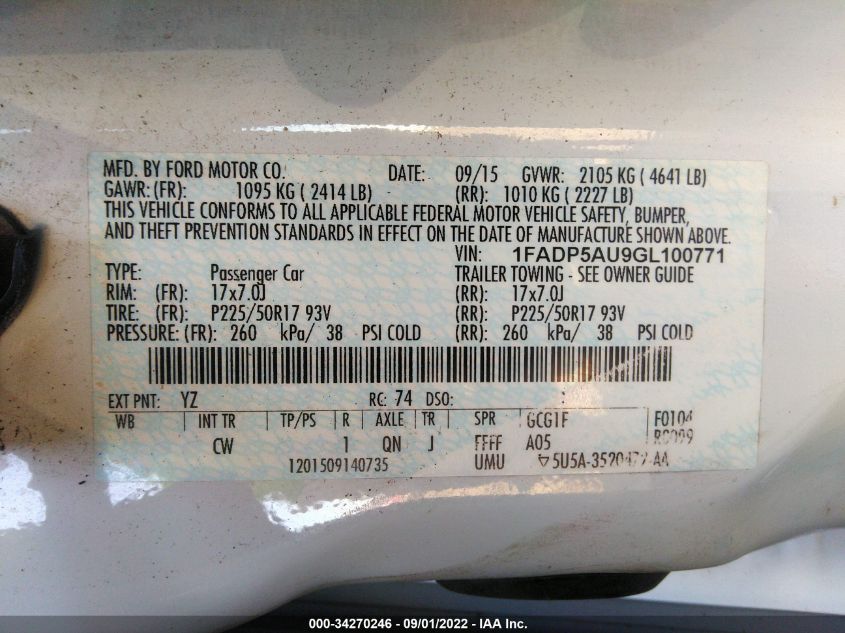 MFD. BY FORD MOTOR CO. DATE: 09/15 GVWR: 2105 KG ( 4641 LB)
GAWR: (FR): 1095 KG ( 2414 LB) (RR): 1010 KG ( 2227 LB)
THIS VEHICLE CONFORMS TO ALL APPLICABLE FEDERAL MOTOR VEHICLE SAFETY, BUMPER,
AND THEFT PREVENTION STANDARDS IN EFFECT ON THE DATE OF MANUFACTURE SHOWN ABOVE.
VIN: 1FADP5AU9GL100771
TYPE: Passenger Car TRAILER TOWING - SEE OWNER GUIDE
RIM: (FR): 17x7.0J (RR): 17x7.0J
TIRE: (FR): P225/50R17 93V (RR): P225/50R17 93V
PRESSURE: (FR): 260 kPa/ 38 PSI COLD (RR): 260 kPa/ 38 PSI COLD
EXT PNT: YZ RC: 74 DSO:
WB INT TR TP/PS R AXLE TR SPR GCG1F F0104
CW 1 QN J FFFF A05
1201509140735 UMU
000-34270246 - 09/01/2022 - IAA Inc.